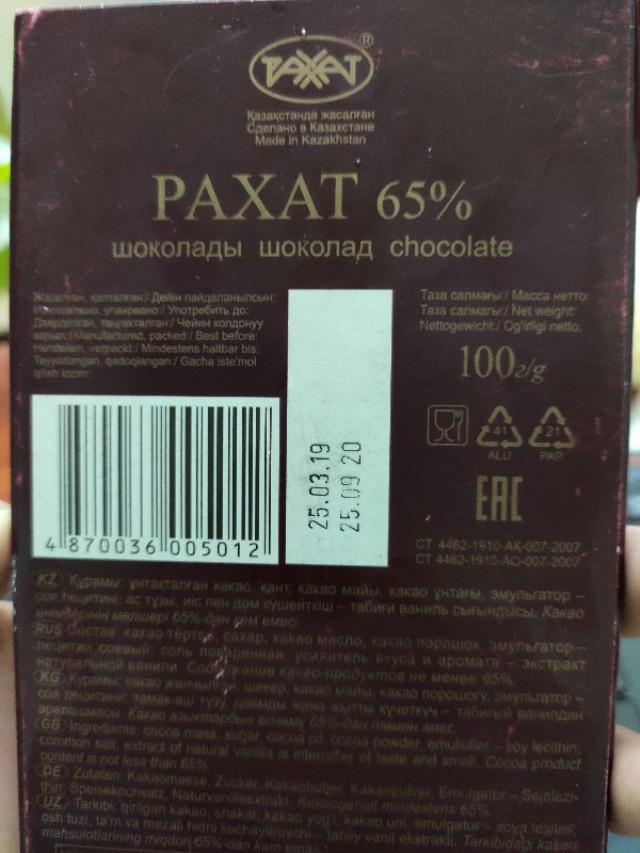 РАХАТ ®
Қазақстанда жасалған
Сделано в Казахстане
Made in Kazakhstan
РАХАТ 65%
шоколады шоколад chocolate
Жасалған, қапталған:/ Дейін пайдаланылсын:
Изготовлено, упаковано:/ Употребить до:
Даярдалган, таңгакталган:/ Чейин колдонуу
Manufactured, packed:/ Best before:
Hergestellt, verpackt:/ Mindestens haltbar bis:
Tayyorlangan, qadoqlangan:/ Gacha iste'mol
qilish lozim:
25.03.19
25.09 20
Таза салмағы:/ Масса нетто:
Таза салмагы:/ Net weight:
Nettogewicht:/ Og'irligi netto:
100г/g
41 21
ALU PAP
EAC
СТ 4462-1910-АҚ-007-2007
СТ 4462-1910-АО-007-2007
4 870036 005012
KZ Құрамы: ұнтақталған какао, қант, какао майы, какао ұнтағы, эмульгатор –
соя лецитині, ас тұзы, иіс пен дәм күшейткіш – табиғи ваниль сығындысы. Какао
өнімдерінің мөлшері 65%-дан кем емес.
RUS Состав: какао тёртое, сахар, какао масло, какао порошок, эмульгатор –
лецитин соевый, соль поваренная, усилитель вкуса и аромата – экстракт
натуральной ванили. Содержание какао-продуктов не менее 65%.
KG Курамы: какао жанчылган, шекер, какао майы, какао порошогу, эмульгатор –
соя лецитини, тамак-аш тузу, даамды жана жытты күчөткүч – табигый ванилдин
аралашмасы. Какао азыктардын өлчөмү 65%-дан төмөн эмес.
GB Ingredients: cocoa mass, sugar, cocoa oil, cocoa powder, emulsifier – soy lecithin,
common salt, extract of natural vanilla is intensifier of taste and smell. Cocoa product
content is not less than 65%.
DE Zutaten: Kakaomasse, Zucker, Kakaobutter, Kakaopulver, Emulgator – Sojalezi-
thin, Speisekochsalz, Naturvanilleextrakt. Kakaogehalt mindestens 65%.
UZ Tarkibi: qirilgan kakao, shakar, kakao yog'i, kakao uni, emulgator – soya lesitini,
osh tuzi, ta'm va mazali hidni kuchaytiruvchi – tabiiy vanil ekstrakti. Tarkibidagi kakao
mahsulotlarining miqdori 65%-dan kam emas.